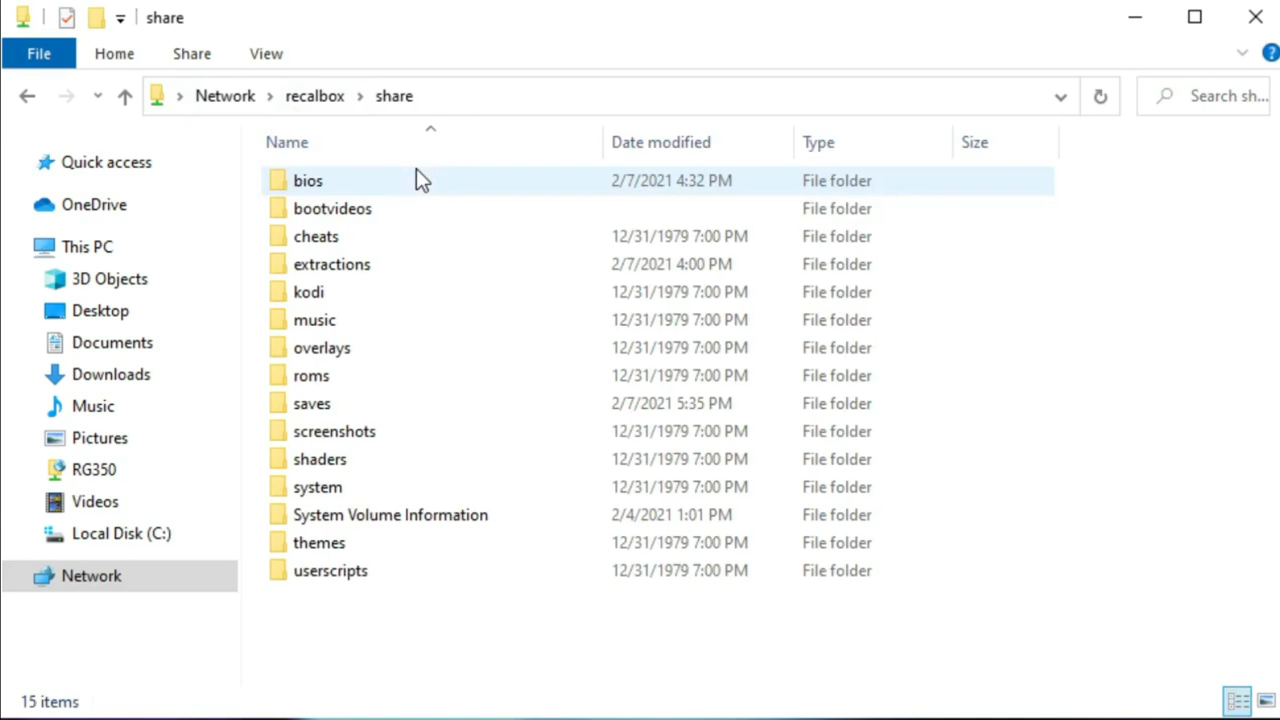 share
File Home Share View
Network recalbox share Search sh...
Name Date modified Type Size
Quick access
OneDrive
This PC
3D Objects
Desktop
Documents
Downloads
Music
Pictures
RG350
Videos
Local Disk (C:)
Network
bios 2/7/2021 4:32 PM File folder
bootvideos File folder
cheats 12/31/1979 7:00 PM File folder
extractions 2/7/2021 4:00 PM File folder
kodi 12/31/1979 7:00 PM File folder
music 12/31/1979 7:00 PM File folder
overlays 12/31/1979 7:00 PM File folder
roms 12/31/1979 7:00 PM File folder
saves 2/7/2021 5:35 PM File folder
screenshots 12/31/1979 7:00 PM File folder
shaders 12/31/1979 7:00 PM File folder
system 12/31/1979 7:00 PM File folder
System Volume Information 2/4/2021 1:01 PM File folder
themes 12/31/1979 7:00 PM File folder
userscripts 12/31/1979 7:00 PM File folder
15 items